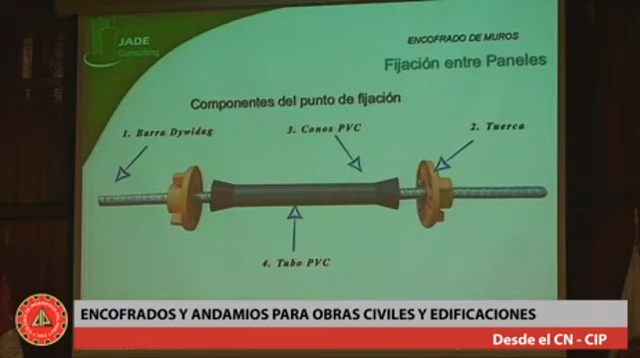 JADE
Consulting
ENCOFRADO DE MUROS
Fijación entre Paneles
Componentes del punto de fijación
1. Barra Dywidag
3. Conos PVC
2. Tuerca
4. Tubo PVC
ENCOFRADOS Y ANDAMIOS PARA OBRAS CIVILES Y EDIFICACIONES
Desde el CN - CIP